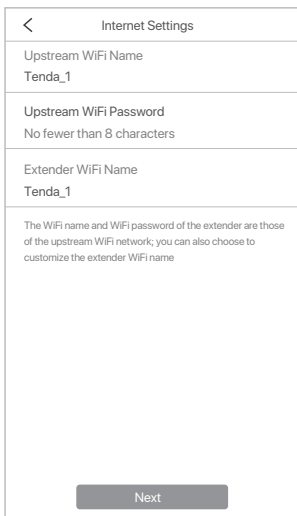 Internet Settings
Upstream WiFi Name
Tenda_1
Upstream WiFi Password
No fewer than 8 characters
Extender WiFi Name
Tenda_1
The WiFi name and WiFi password of the extender are those
of the upstream WiFi network; you can also choose to
customize the extender WiFi name
Next